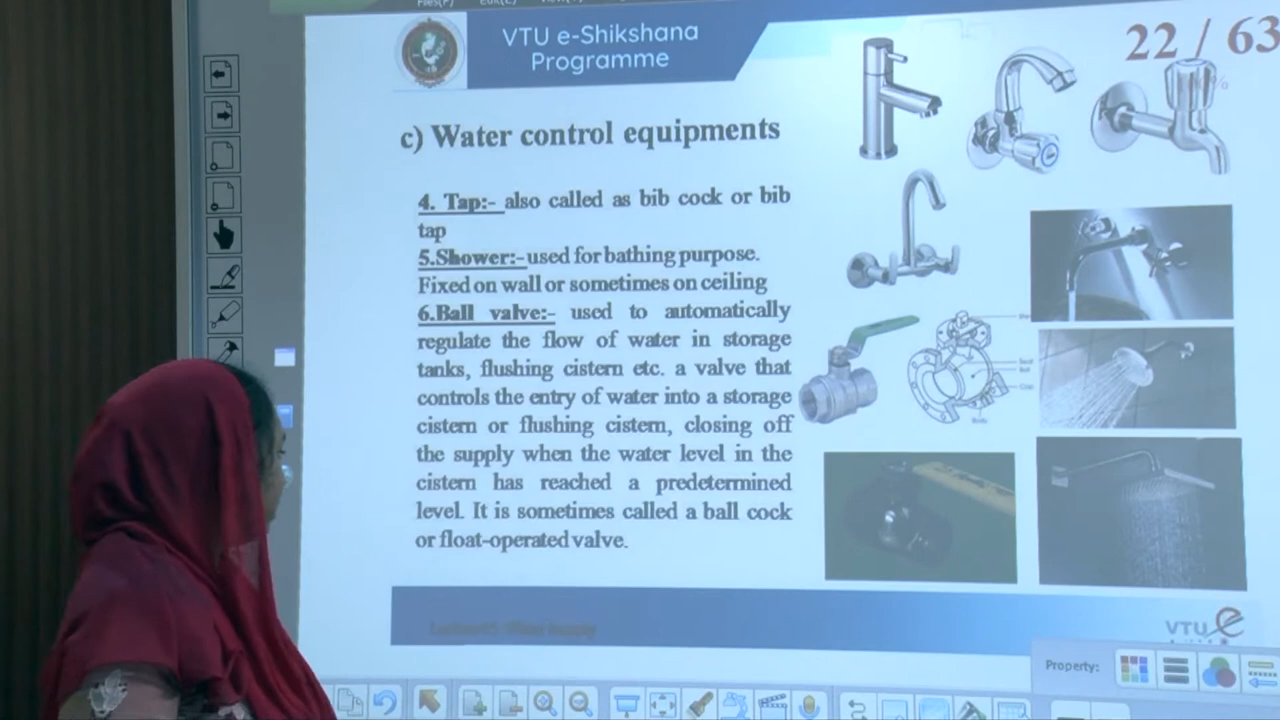 VTU e-Shikshana
Programme
22 / 63
c) Water control equipments
4. Tap:- also called as bib cock or bib
tap
5.Shower:-used for bathing purpose.
Fixed on wall or sometimes on ceiling
6.Ball valve:- used to automatically
regulate the flow of water in storage
tanks, flushing cistern etc. a valve that
controls the entry of water into a storage
cistern or flushing cistern, closing off
the supply when the water level in the
cistern has reached a predetermined
level. It is sometimes called a ball cock
or float-operated valve.
VTU e
Property: